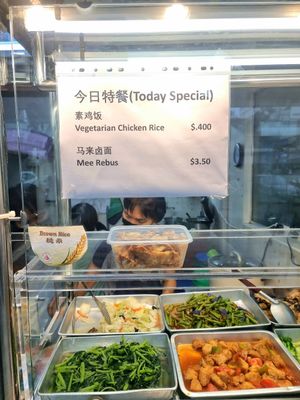 今日特餐(Today Special)
素鸡饭
Vegetarian Chicken Rice $.400
马来卤面
Mee Rebus $3.50
Brown Rice
糙米